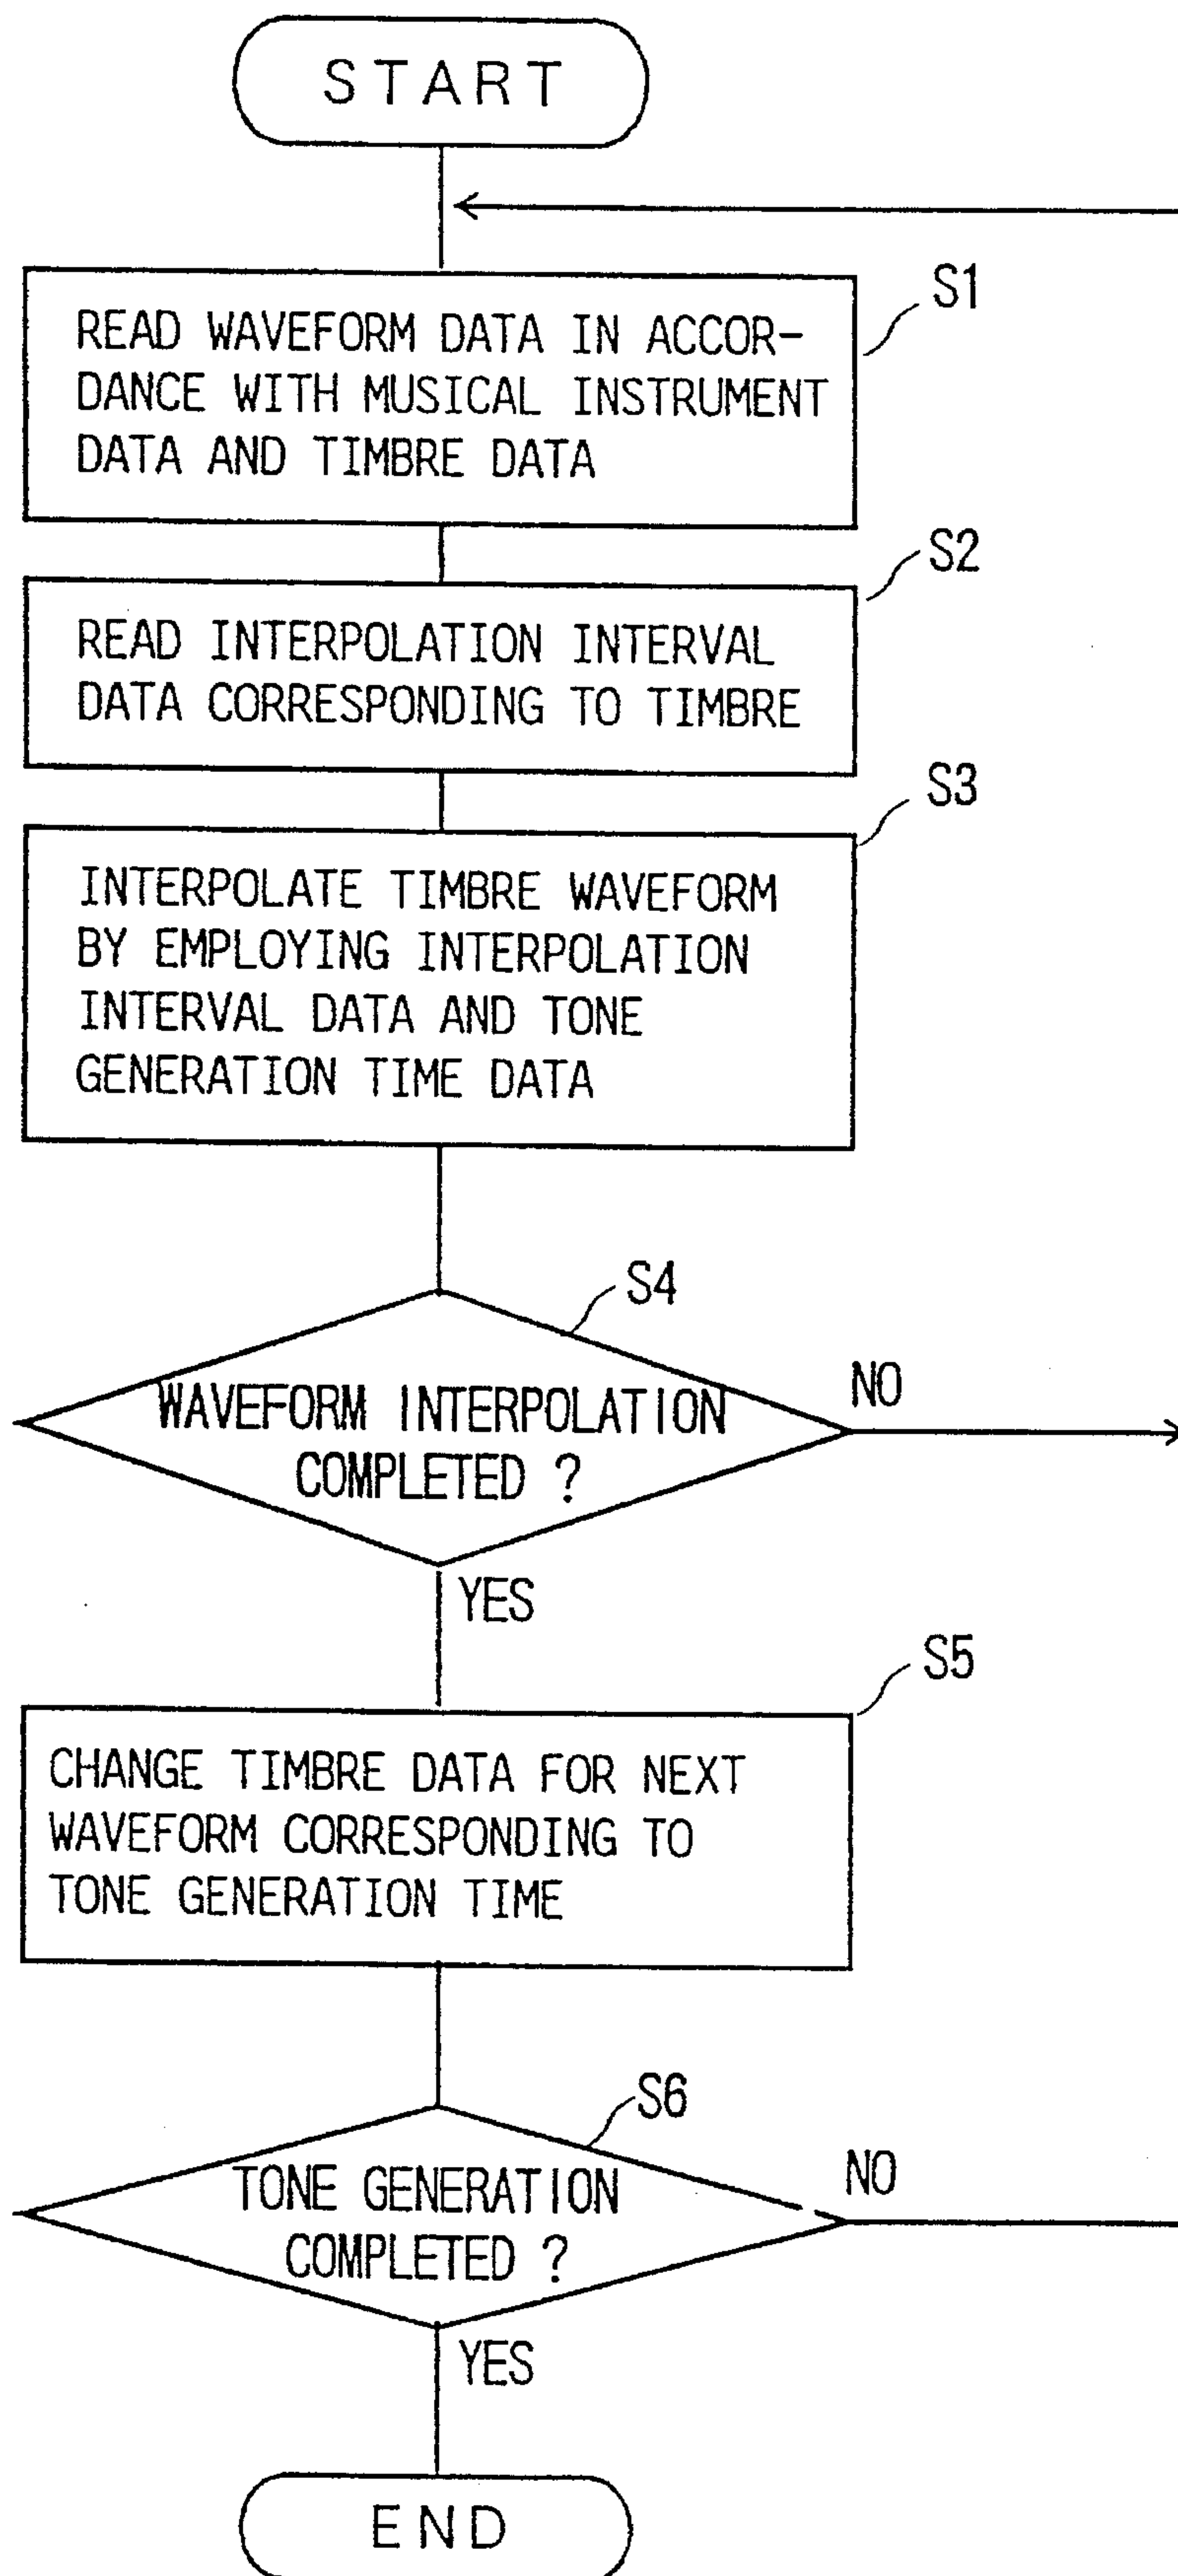 START
S1
READ WAVEFORM DATA IN ACCOR-
DANCE WITH MUSICAL INSTRUMENT
DATA AND TIMBRE DATA
S2
READ INTERPOLATION INTERVAL
DATA CORRESPONDING TO TIMBRE
S3
INTERPOLATE TIMBRE WAVEFORM
BY EMPLOYING INTERPOLATION
INTERVAL DATA AND TONE
GENERATION TIME DATA
S4
WAVEFORM INTERPOLATION
COMPLETED ?
NO
YES
S5
CHANGE TIMBRE DATA FOR NEXT
WAVEFORM CORRESPONDING TO
TONE GENERATION TIME
S6
TONE GENERATION
COMPLETED ?
NO
YES
END